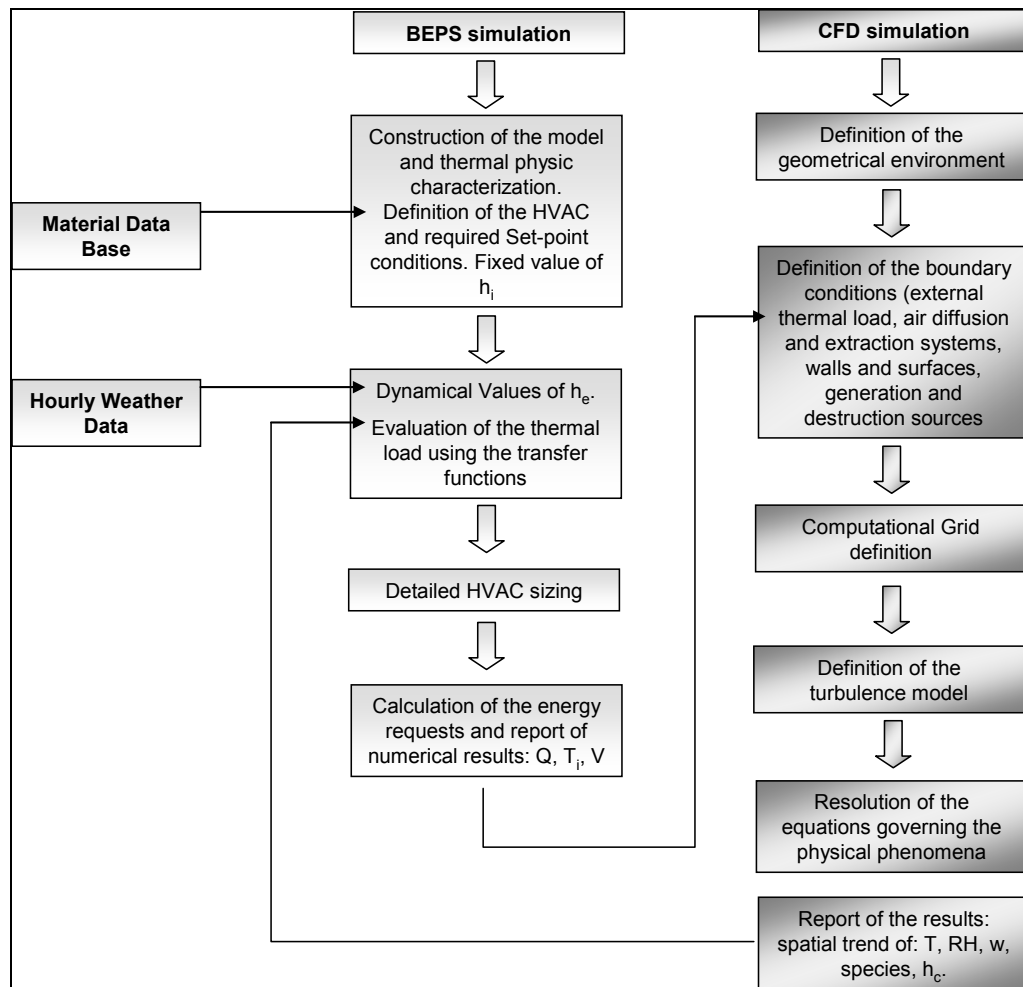 BEPS simulation
Construction of the model
and thermal physic
characterization.
Definition of the HVAC
and required Set-point
conditions. Fixed value of
hi
Material Data
Base
Hourly Weather
Data
Dynamical Values of he.
Evaluation of the thermal
load using the transfer
functions
Detailed HVAC sizing
Calculation of the energy
requests and report of
numerical results: Q, Ti, V
CFD simulation
Definition of the
geometrical environment
Definition of the boundary
conditions (external
thermal load, air diffusion
and extraction systems,
walls and surfaces,
generation and
destruction sources
Computational Grid
definition
Definition of the
turbulence model
Resolution of the
equations governing the
physical phenomena
Report of the results:
spatial trend of: T, RH, w,
species, hc.